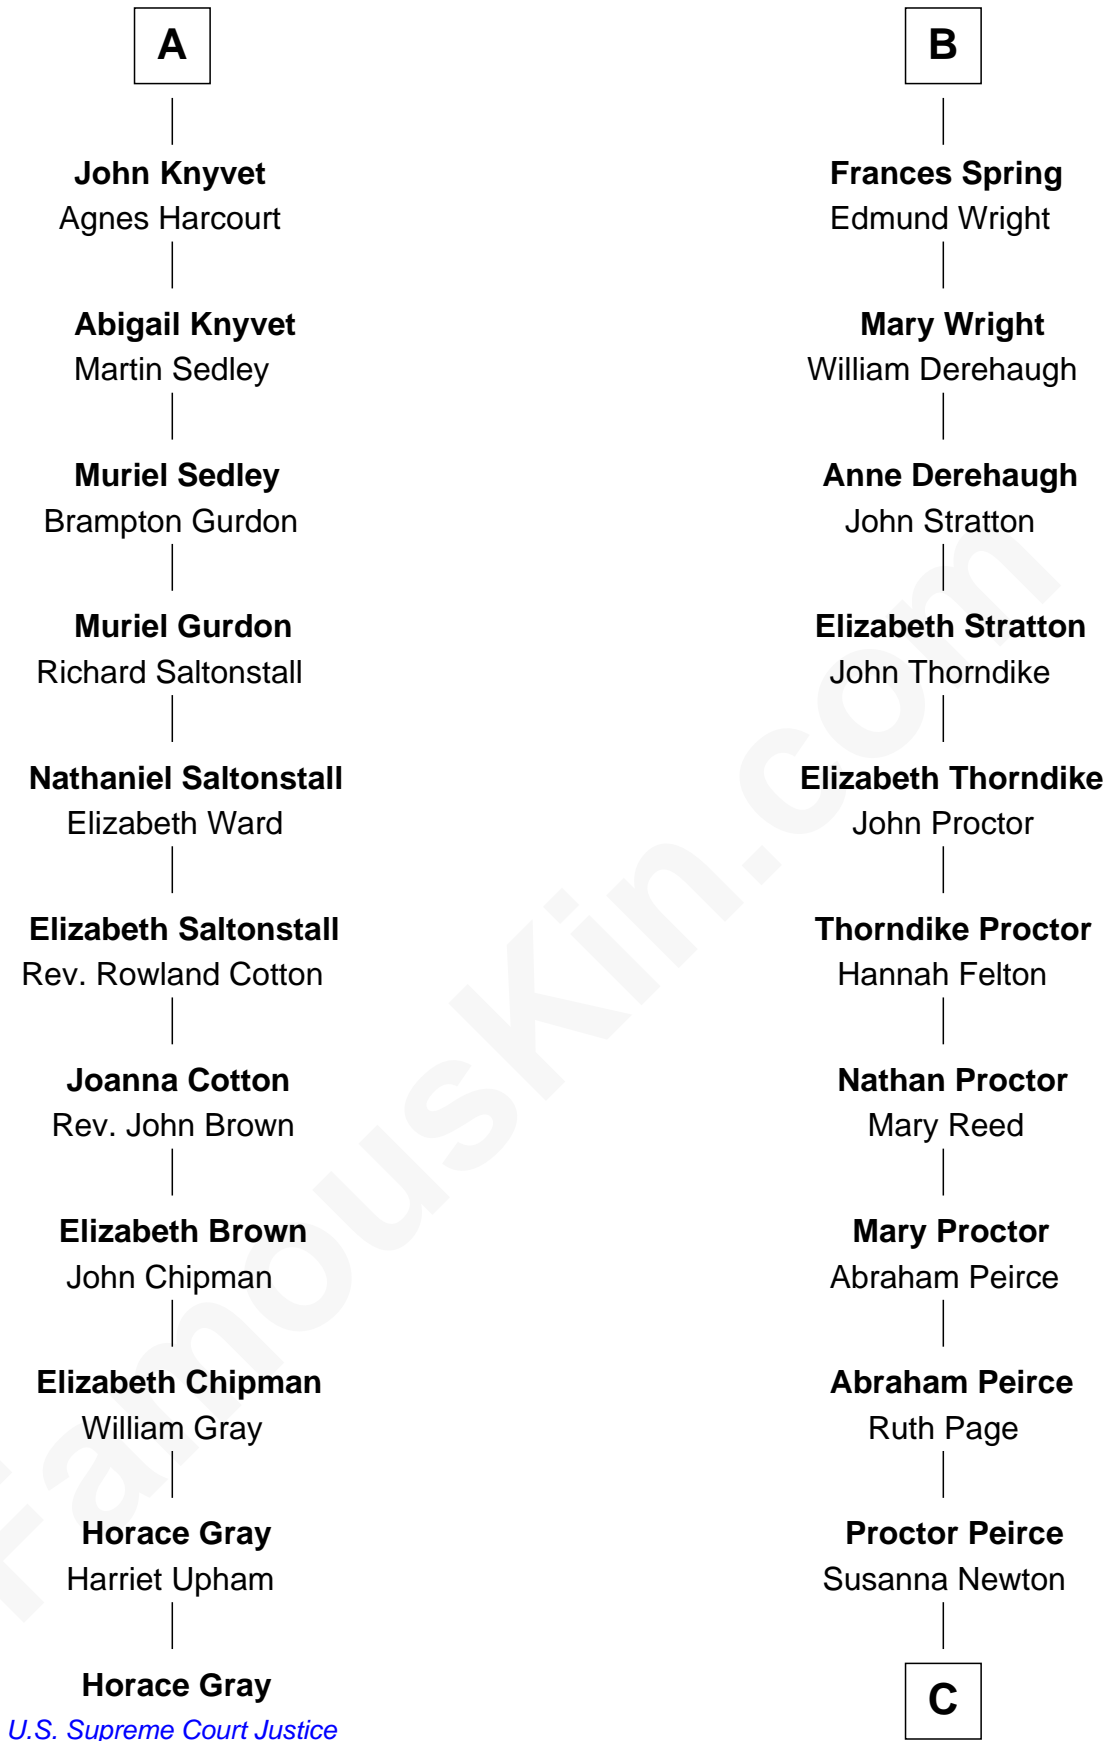 A
John Knyvet
Agnes Harcourt
Abigail Knyvet
Martin Sedley
Muriel Sedley
Brampton Gurdon
Muriel Gurdon
Richard Saltonstall
Nathaniel Saltonstall
Elizabeth Ward
Elizabeth Saltonstall
Rev. Rowland Cotton
Joanna Cotton
Rev. John Brown
Elizabeth Brown
John Chipman
Elizabeth Chipman
William Gray
Horace Gray
Harriet Upham
Horace Gray
U.S. Supreme Court Justice
B
Frances Spring
Edmund Wright
Mary Wright
William Derehaugh
Anne Derehaugh
John Stratton
Elizabeth Stratton
John Thorndike
Elizabeth Thorndike
John Proctor
Thorndike Proctor
Hannah Felton
Nathan Proctor
Mary Reed
Mary Proctor
Abraham Peirce
Abraham Peirce
Ruth Page
Proctor Peirce
Susanna Newton
C
FamousKin.com